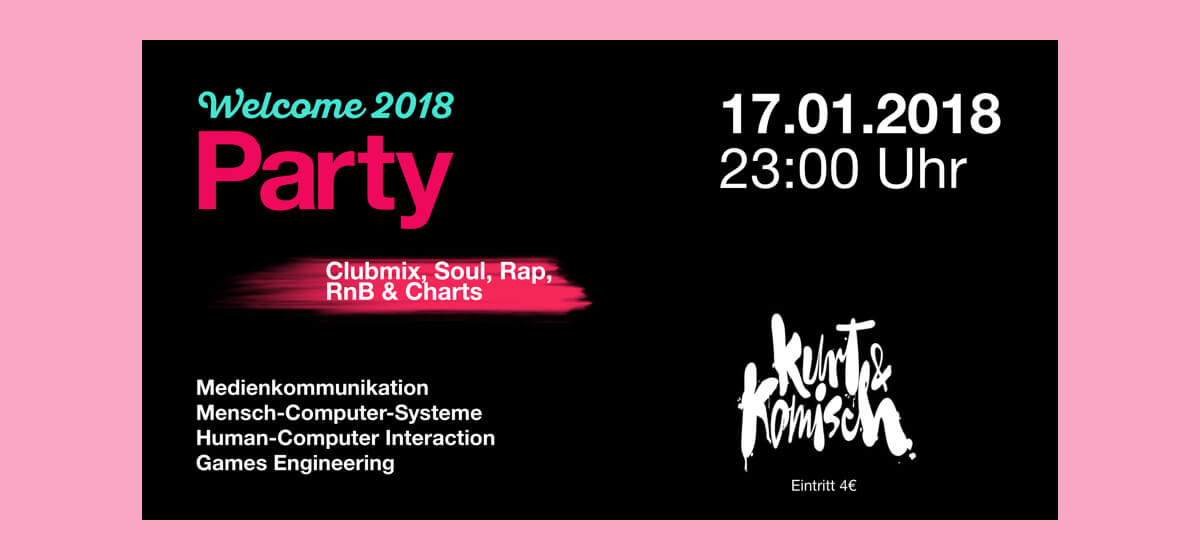 Welcome 2018
Party
Clubmix, Soul, Rap,
RnB & Charts
Medienkommunikation
Mensch-Computer-Systeme
Human-Computer Interaction
Games Engineering
17.01.2018
23:00 Uhr
Kurt &
Komisch.
Eintritt 4€